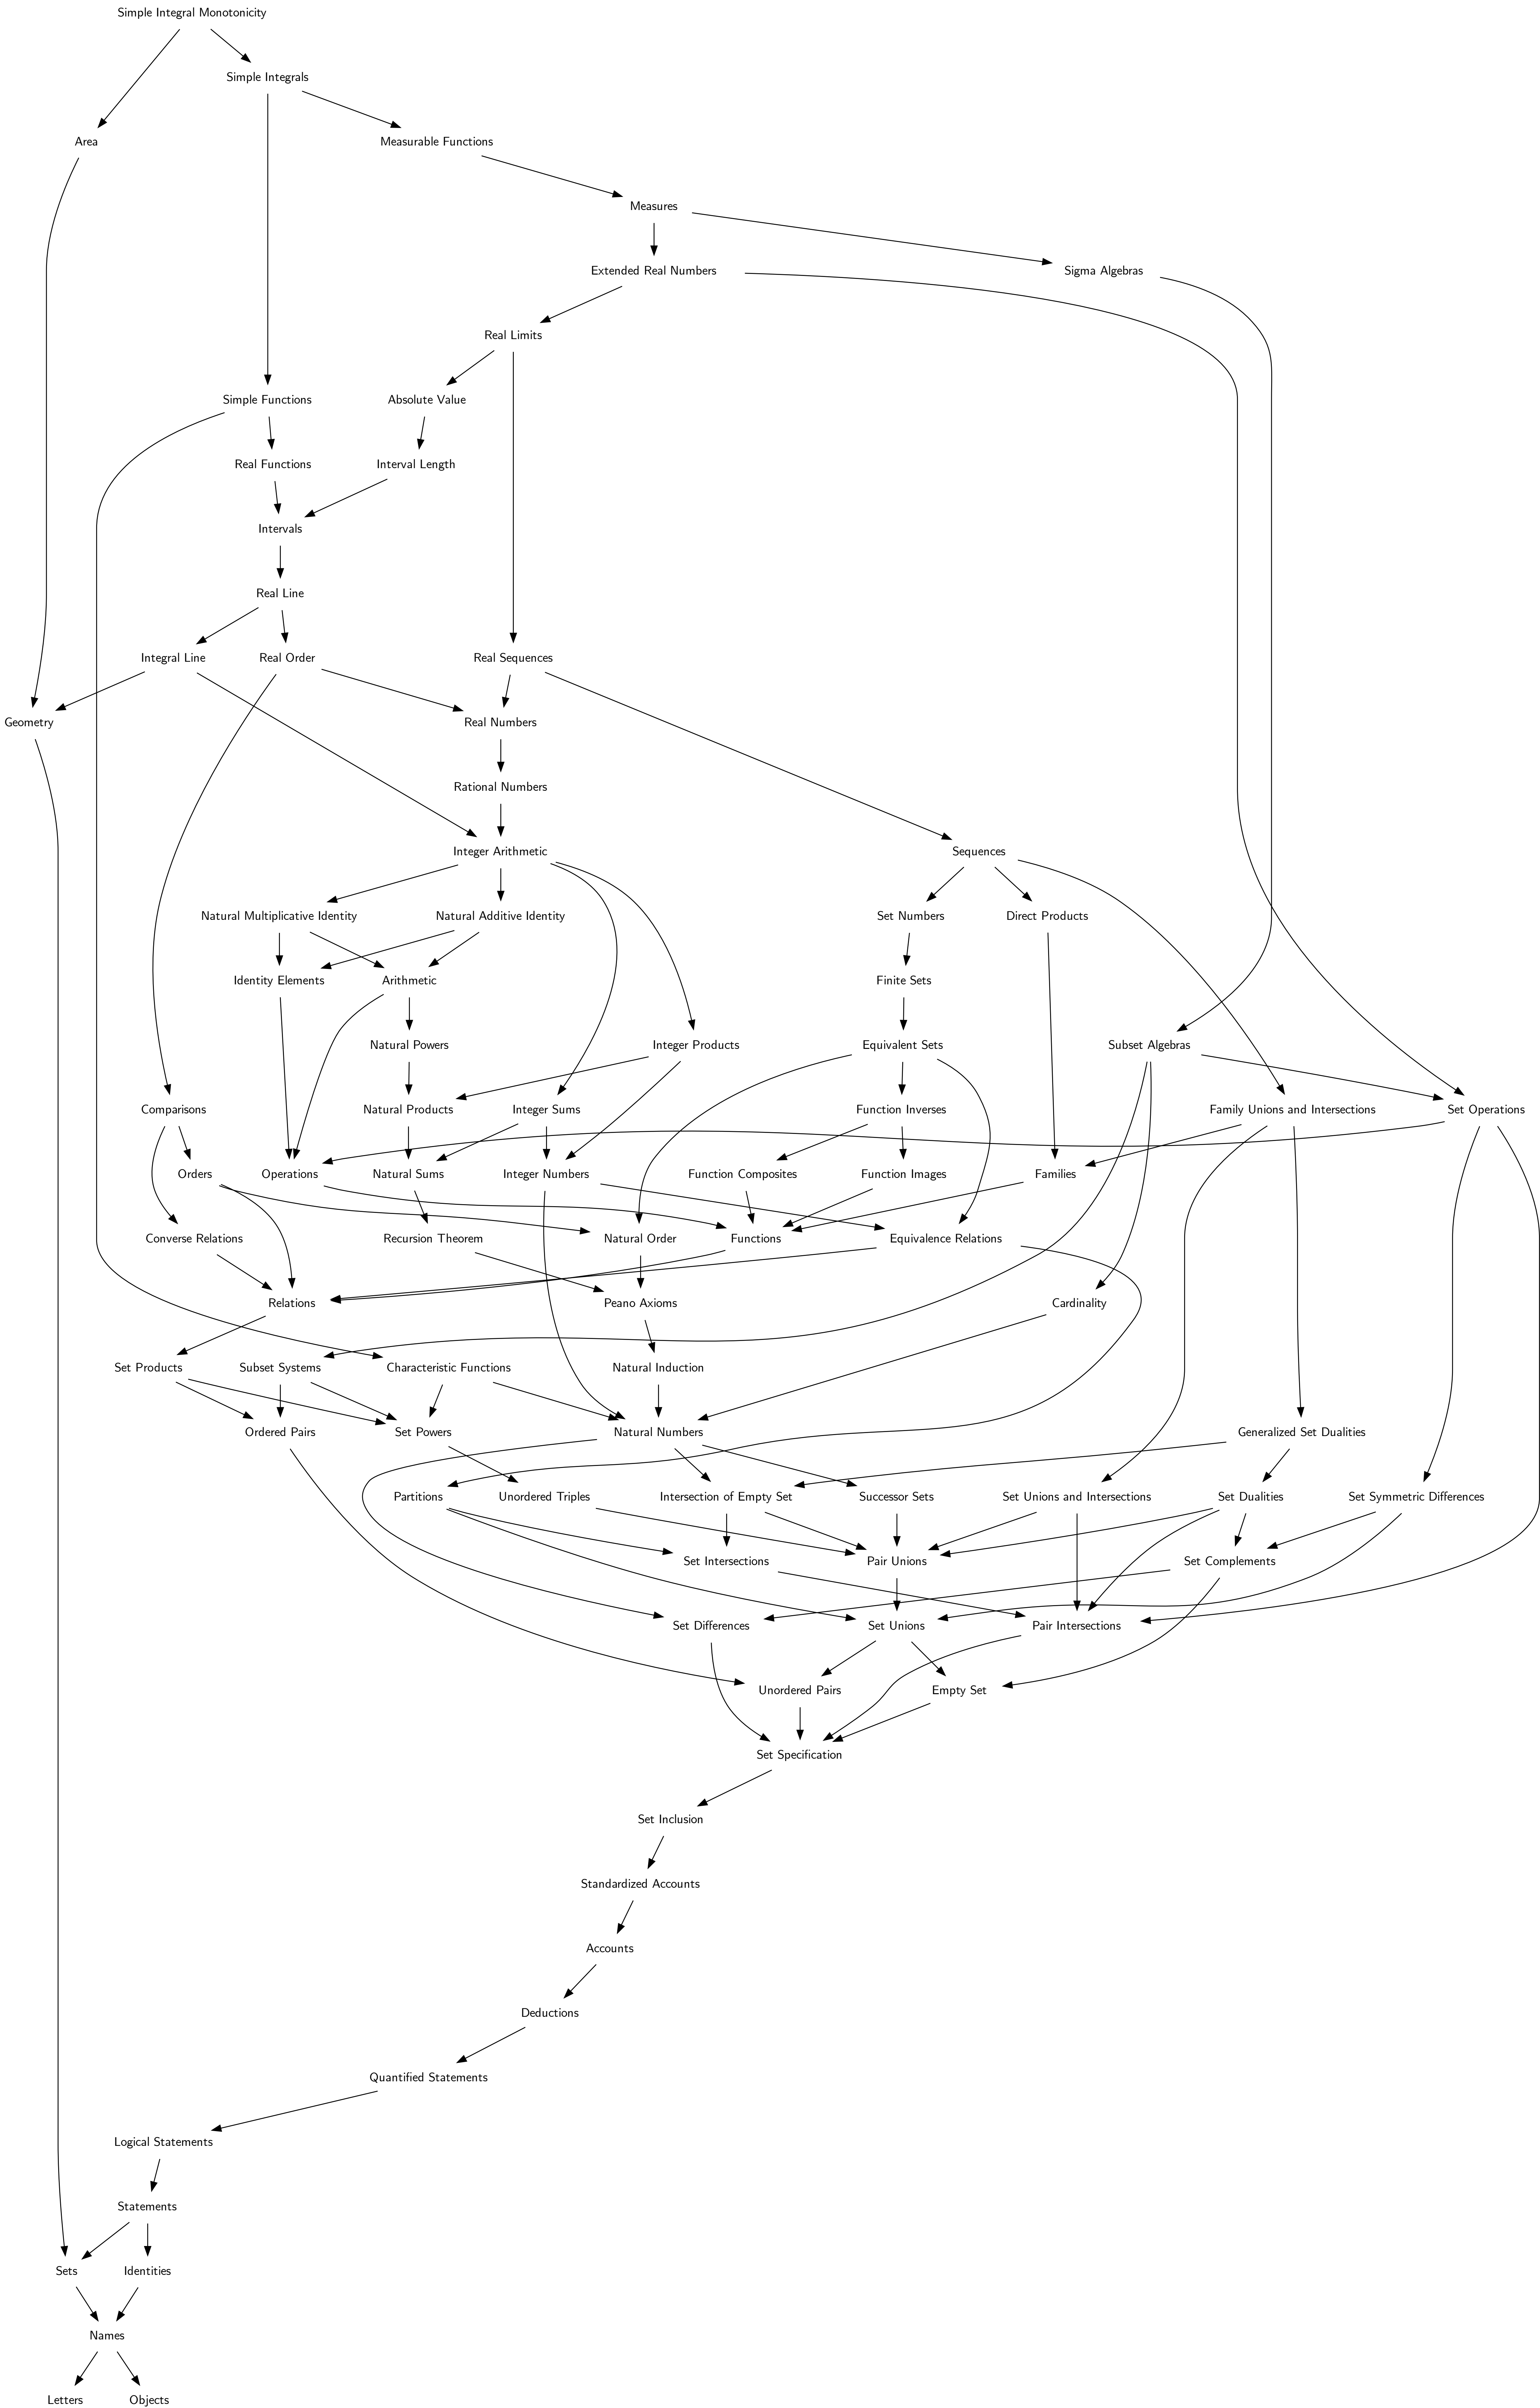 Simple Integral Monotonicity
Simple Integrals
Area
Measurable Functions
Measures
Extended Real Numbers
Sigma Algebras
Real Limits
Simple Functions
Absolute Value
Real Functions
Interval Length
Intervals
Real Line
Integral Line
Real Order
Real Sequences
Geometry
Real Numbers
Rational Numbers
Integer Arithmetic
Sequences
Natural Multiplicative Identity
Natural Additive Identity
Set Numbers
Direct Products
Identity Elements
Arithmetic
Finite Sets
Natural Powers
Integer Products
Equivalent Sets
Subset Algebras
Comparisons
Natural Products
Integer Sums
Function Inverses
Family Unions and Intersections
Set Operations
Orders
Operations
Natural Sums
Integer Numbers
Function Composites
Function Images
Families
Converse Relations
Recursion Theorem
Natural Order
Functions
Equivalence Relations
Relations
Peano Axioms
Cardinality
Set Products
Subset Systems
Characteristic Functions
Natural Induction
Ordered Pairs
Set Powers
Natural Numbers
Generalized Set Dualities
Partitions
Unordered Triples
Intersection of Empty Set
Successor Sets
Set Unions and Intersections
Set Dualities
Set Symmetric Differences
Set Intersections
Pair Unions
Set Complements
Set Differences
Set Unions
Pair Intersections
Unordered Pairs
Empty Set
Set Specification
Set Inclusion
Standardized Accounts
Accounts
Deductions
Quantified Statements
Logical Statements
Statements
Sets
Identities
Names
Letters
Objects